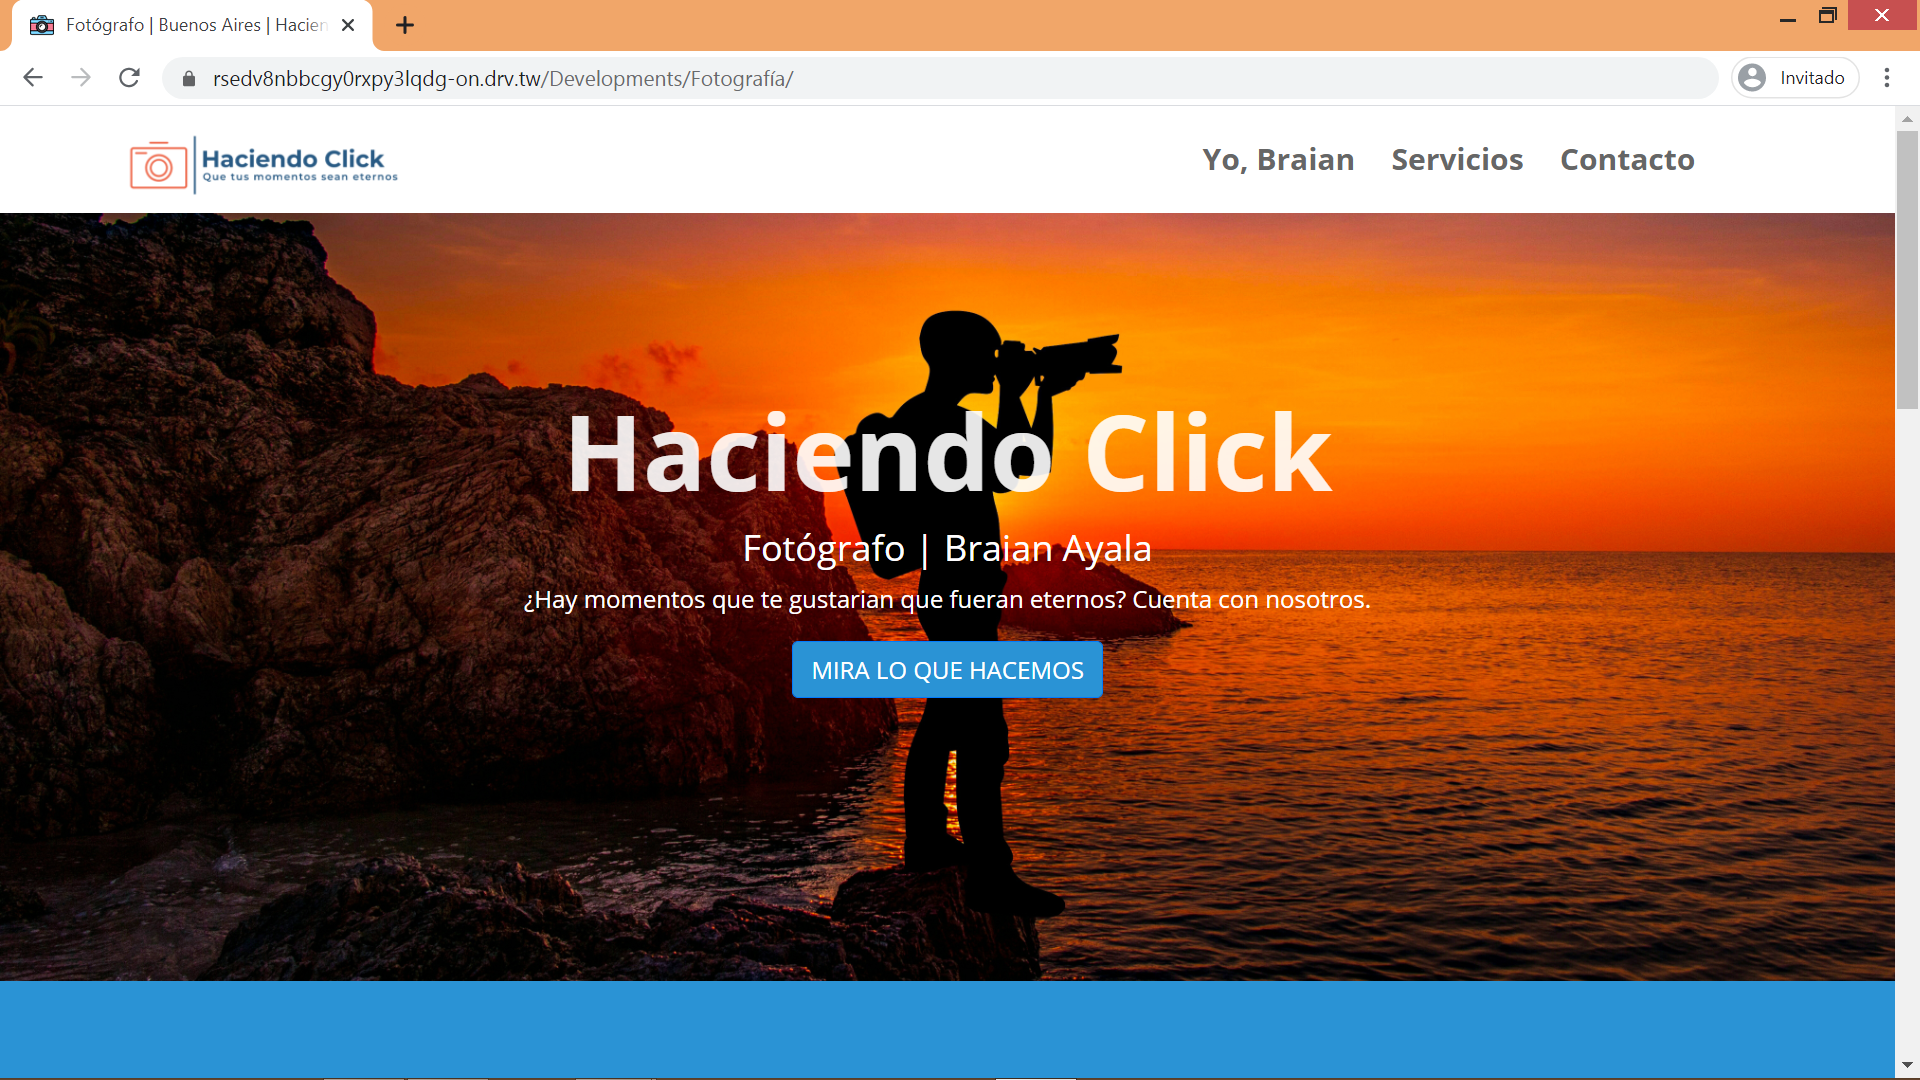 Fotógrafo | Buenos Aires | Hacien
rsedv8nbbcgy0rxpy3lqdg-on.drv.tw/Developments/Fotografía/
Invitado
Haciendo Click
Que tus momentos sean eternos
Yo, Braian
Servicios
Contacto
Haciendo Click
Fotógrafo | Braian Ayala
¿Hay momentos que te gustarian que fueran eternos? Cuenta con nosotros.
MIRA LO QUE HACEMOS